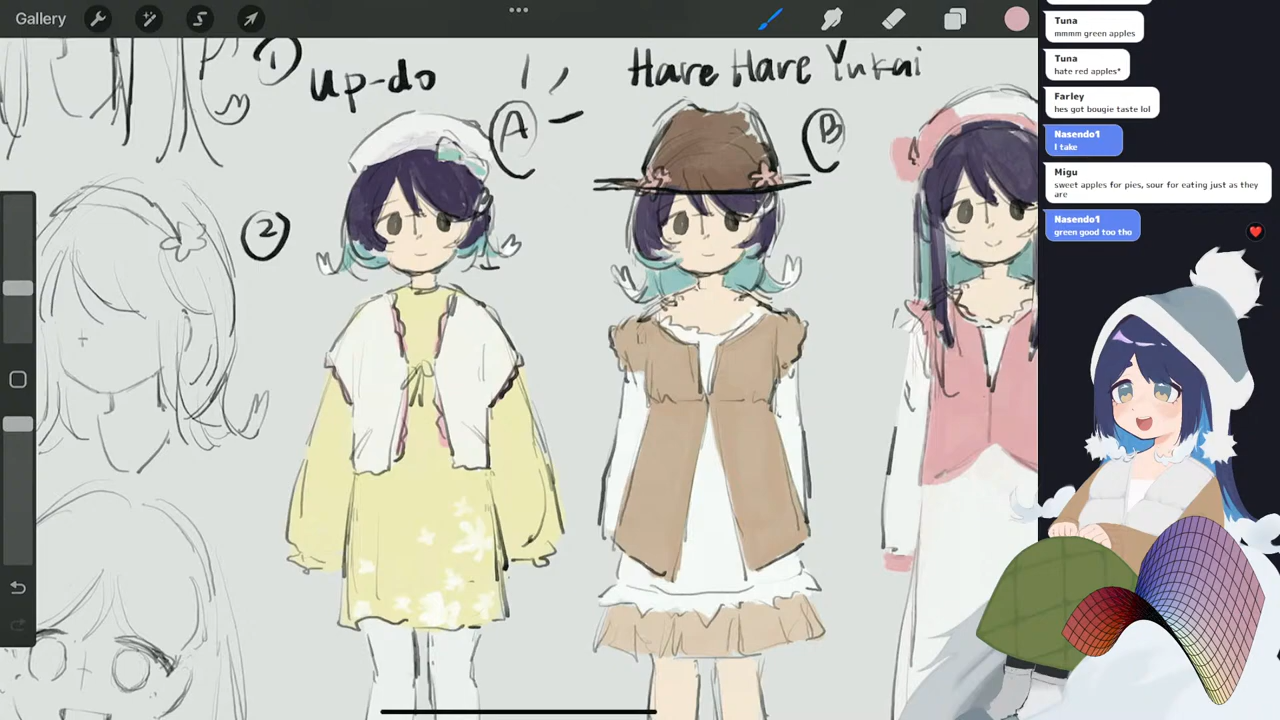 Gallery
① up-do
Hare Hare Yukai
A
B
②
Tuna
mmmm green apples
Tuna
hate red apples*
Farley
hes got bougie taste lol
Nasendo1
I take
Migu
sweet apples for pies, sour for eating just as they
are
Nasendo1
green good too tho